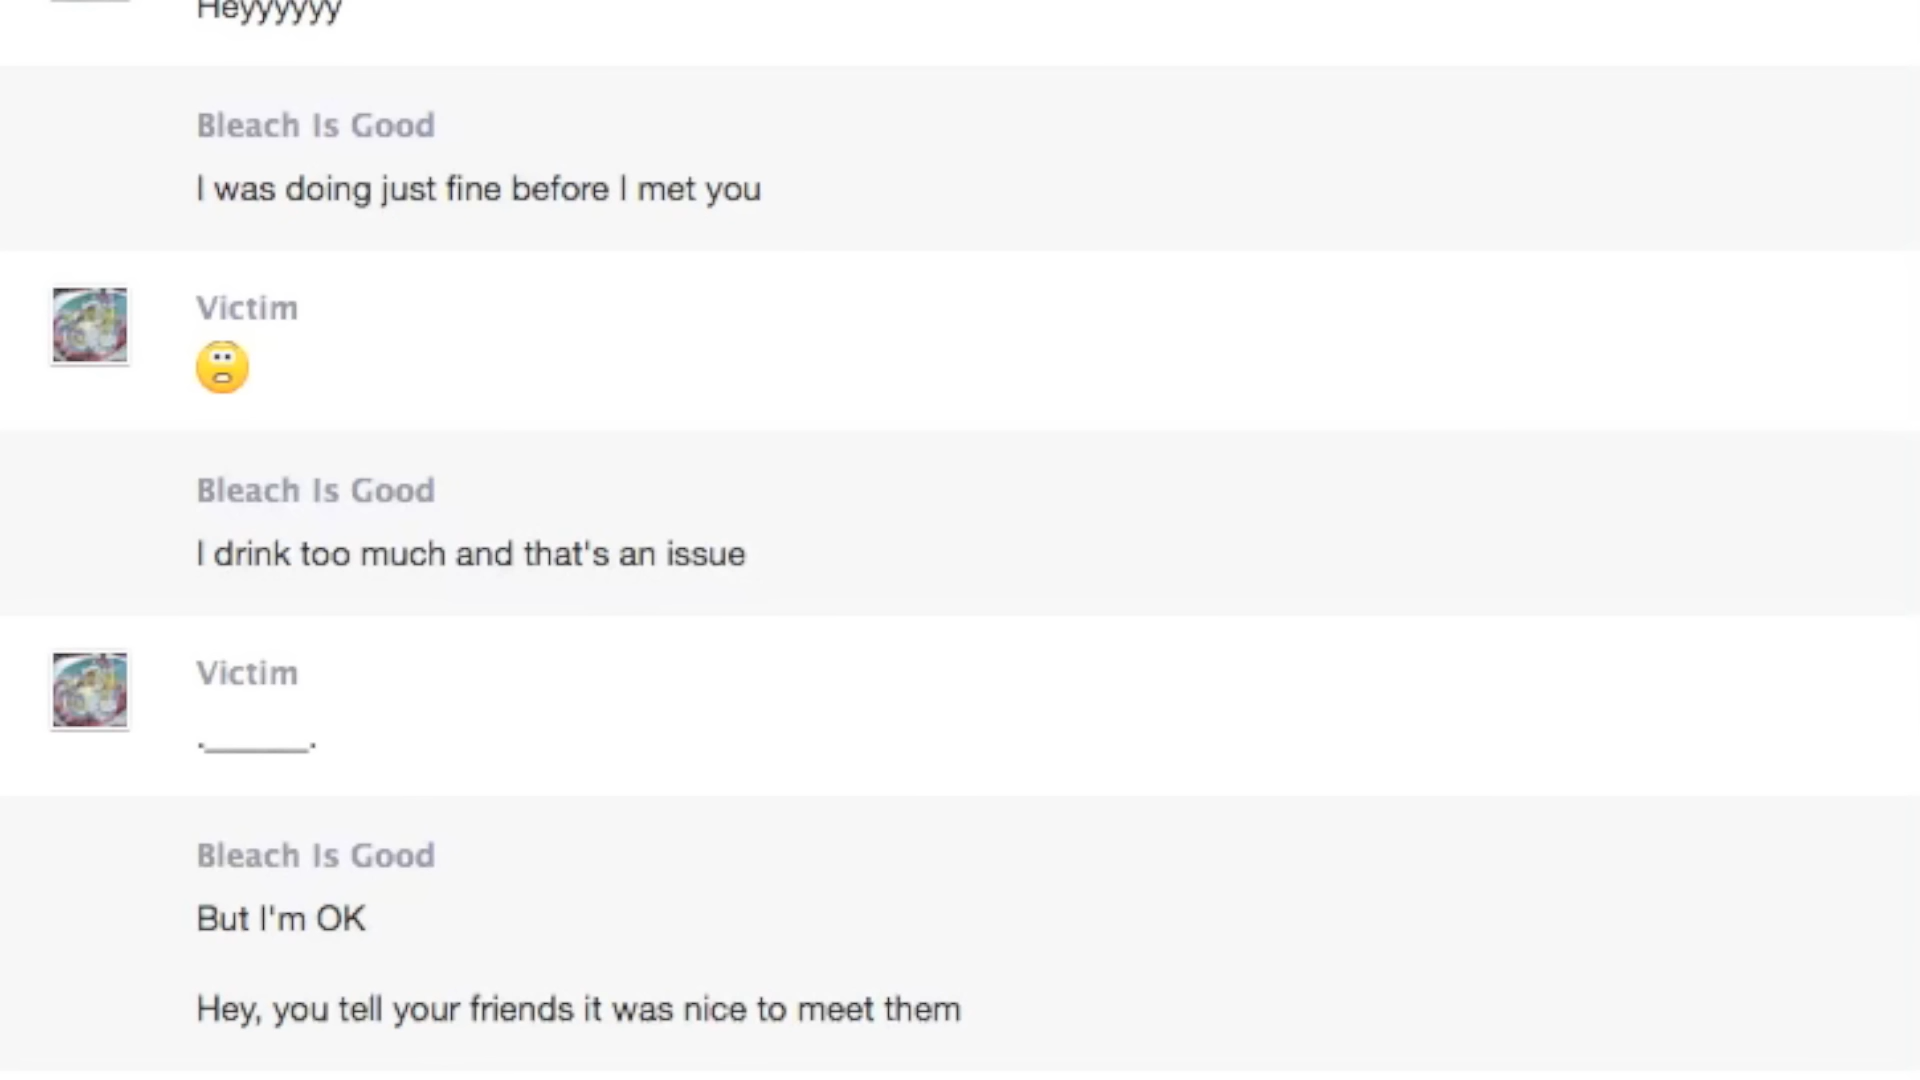 Heyyyyyy
Bleach Is Good
I was doing just fine before I met you
Victim
Bleach Is Good
I drink too much and that's an issue
Victim
.______.
Bleach Is Good
But I'm OK
Hey, you tell your friends it was nice to meet them